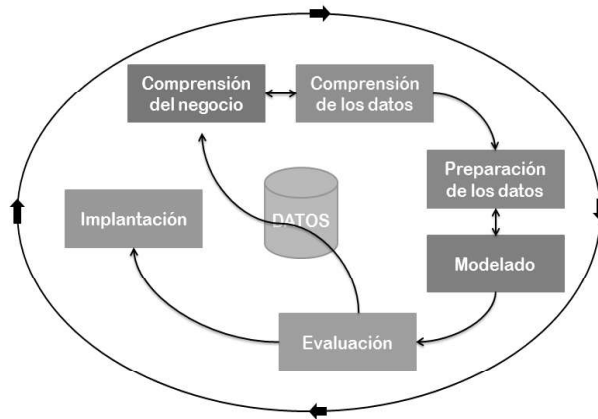 Comprensión
del negocio
Comprensión
de los datos
Preparación
de los datos
Implantación
DATOS
Modelado
Evaluación